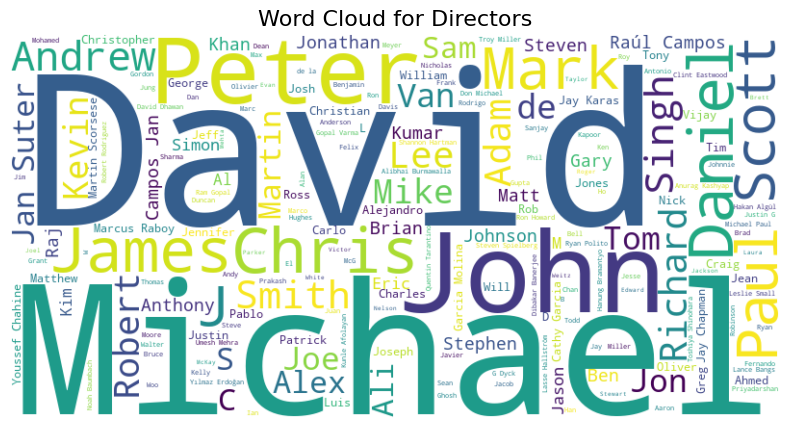 Word Cloud for Directors
David
Michael
Peter
John
James
Chris
Mark
Paul
Scott
Daniel
Andrew
Christopher
Mohamed
Khan
Dean
Max
Jonathan
Meyer
Sam
Troy Miller
Steven
Raúl Campos
Roy
Tony
Antonio
Clint Eastwood
Brett
Gordon
Jung
David Dhawan
George
Dan
Olivier
Evan
Marc
de la
Josh
Benjamin
Ron
Frank
Nicholas
William
Davis
Van
Don Michael
Rodrigo
de
Jay Karas
Taylor
Vijay
Jan Suter
Kevin
Martin Scorsese
Robert Rodriguez
Campos Jan
Jeff
Simon
Sharma
Al
Ram Gopal
Duncan
Martin
Christian
Anderson
L
Gopal Varma
Felix
Kumar
Lee
Shannon Hartman
Adam
Sanjay
Kapoor
Ken
Phil
Gary
Singh
Tim
Johnnie
Jim
Mike
Alibhai Burnawalla
Ross
Alan
Marco
Hughes
Alejandro
Brian
Matt
Rob
Ron Howard
Jones
Ho
Gupta
Nick
Anurag Kashyap
Hakan Algül
Justin G
Michael Paul
Brad
Marcus Raboy
Raj
Jennifer
Carlo
Johnson
Steven Spielberg
M
Bell
Ryan Polito
Tom
Richard
Craig
Jean
Laura
Joel
Grant
Matthew
Kim
Robert
Thomas
Anthony
J
Andy
Parker
Prakash
El
White
Victor
McG
Eric
Charles
Quentin Tarantino
Garcia Molina
Will
Dibakar Banerjee
Cathy Garcia
Weitz
Chan
Hanung Bramantyo
Jesse
Edward
Toshiya Shinohara
Jackson
Robinson
Leslie Small
Ryan
Youssef Chahine
Smith
Pablo
Steve
Justin
Umesh Mehra
Moore
Walter
Bruce
Patrick
Kunle Afolayan
Juan
Nelson
Joseph
Javier
Stephen
Todd
Jay
Miller
Greg
Jay Chapman
Fernando
Lance Bangs
Noah Baumbach
Woo
McKay
Kelly
Yilmaz Erdoğan
S
C
Joe
Alex
Ian
Luis
Ali
Sean
Ghosh
G Dyck
Jacob
Lasse Hallström
Jason
Han
Ben
Stewart
Oliver
Aaron
Jon
Ahmed
Priyadarshan